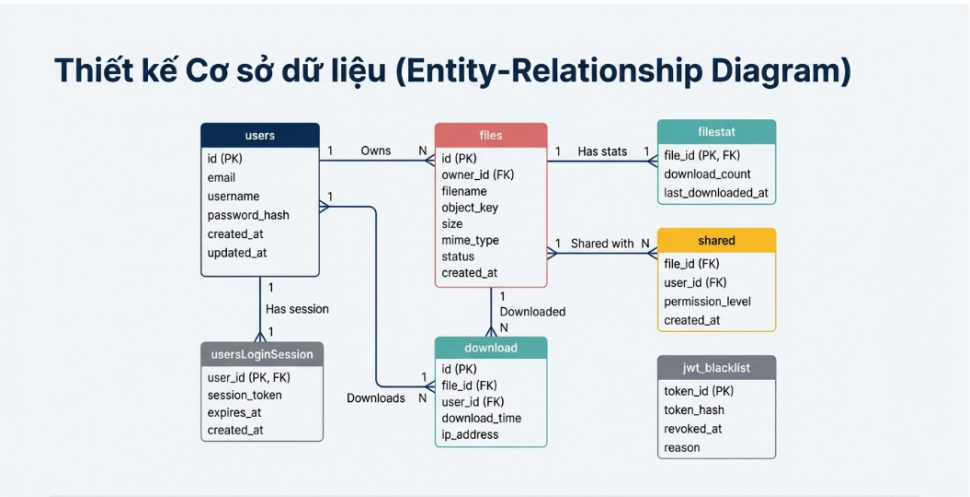 Thiết kế Cơ sở dữ liệu (Entity-Relationship Diagram)
users
id (PK)
email
username
password_hash
created_at
updated_at
1 Owns N
files
id (PK)
owner_id (FK)
filename
object_key
size
mime_type
status
created_at
1 Has stats 1
filestat
file_id (PK, FK)
download_count
last_downloaded_at
1
1 Shared with N
shared
file_id (FK)
user_id (FK)
permission_level
created_at
1
Has session
1
usersLoginSession
user_id (PK, FK)
session_token
expires_at
created_at
1
Downloaded
N
1
Downloads N
download
id (PK)
file_id (FK)
user_id (FK)
download_time
ip_address
jwt_blacklist
token_id (PK)
token_hash
revoked_at
reason